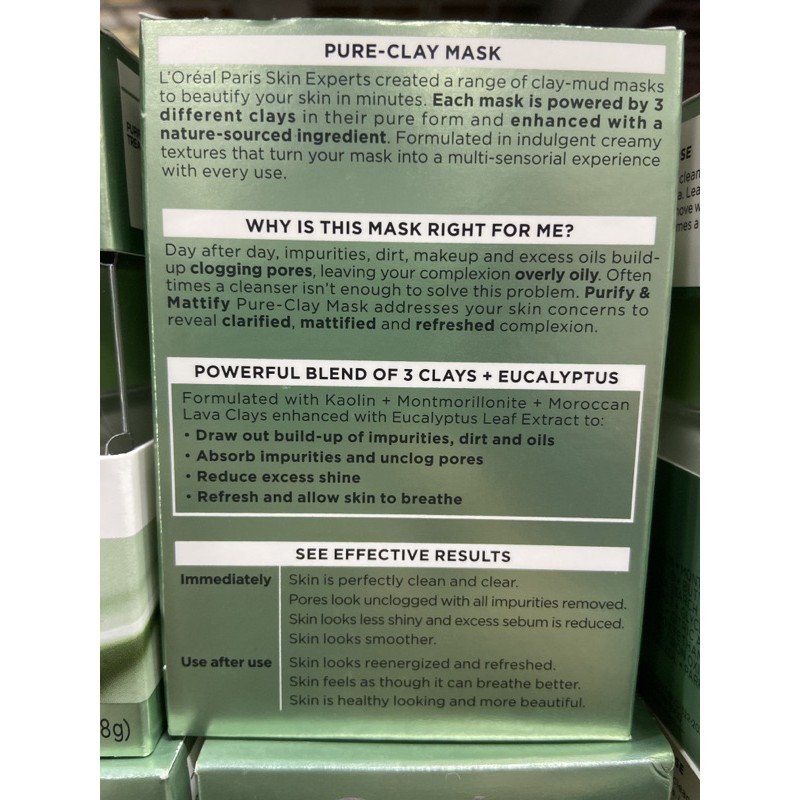 PURE-CLAY MASK
L'Oréal Paris Skin Experts created a range of clay-mud masks
to beautify your skin in minutes. Each mask is powered by 3
different clays in their pure form and enhanced with a
nature-sourced ingredient. Formulated in indulgent creamy
textures that turn your mask into a multi-sensorial experience
with every use.
WHY IS THIS MASK RIGHT FOR ME?
Day after day, impurities, dirt, makeup and excess oils build-
up clogging pores, leaving your complexion overly oily. Often
times a cleanser isn't enough to solve this problem. Purify &
Mattify Pure-Clay Mask addresses your skin concerns to
reveal clarified, mattified and refreshed complexion.
POWERFUL BLEND OF 3 CLAYS + EUCALYPTUS
Formulated with Kaolin + Montmorillonite + Moroccan
Lava Clays enhanced with Eucalyptus Leaf Extract to:
• Draw out build-up of impurities, dirt and oils
• Absorb impurities and unclog pores
• Reduce excess shine
• Refresh and allow skin to breathe
SEE EFFECTIVE RESULTS
Immediately
Skin is perfectly clean and clear.
Pores look unclogged with all impurities removed.
Skin looks less shiny and excess sebum is reduced.
Skin looks smoother.
Use after use
Skin looks reenergized and refreshed.
Skin feels as though it can breathe better.
Skin is healthy looking and more beautiful.
8g)